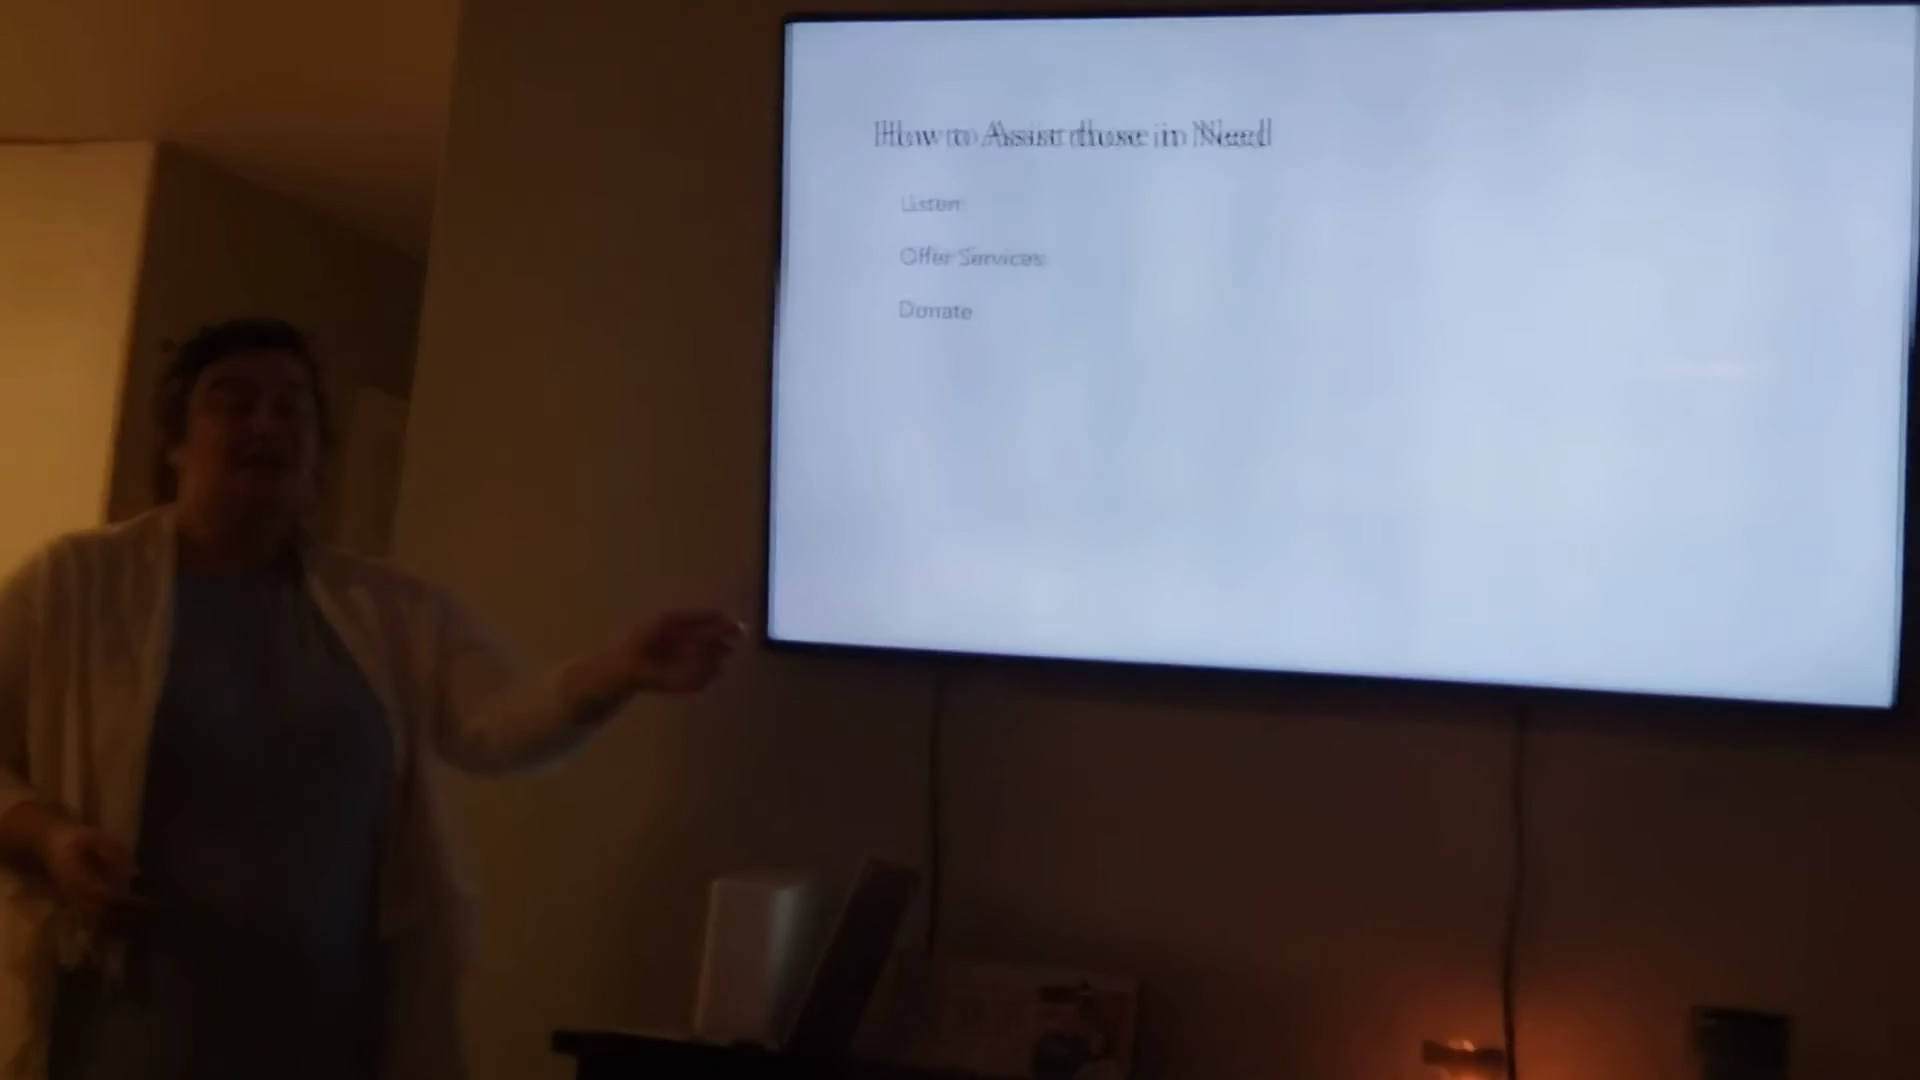 How to Assist those in Need
Listen
Offer Services
Donate